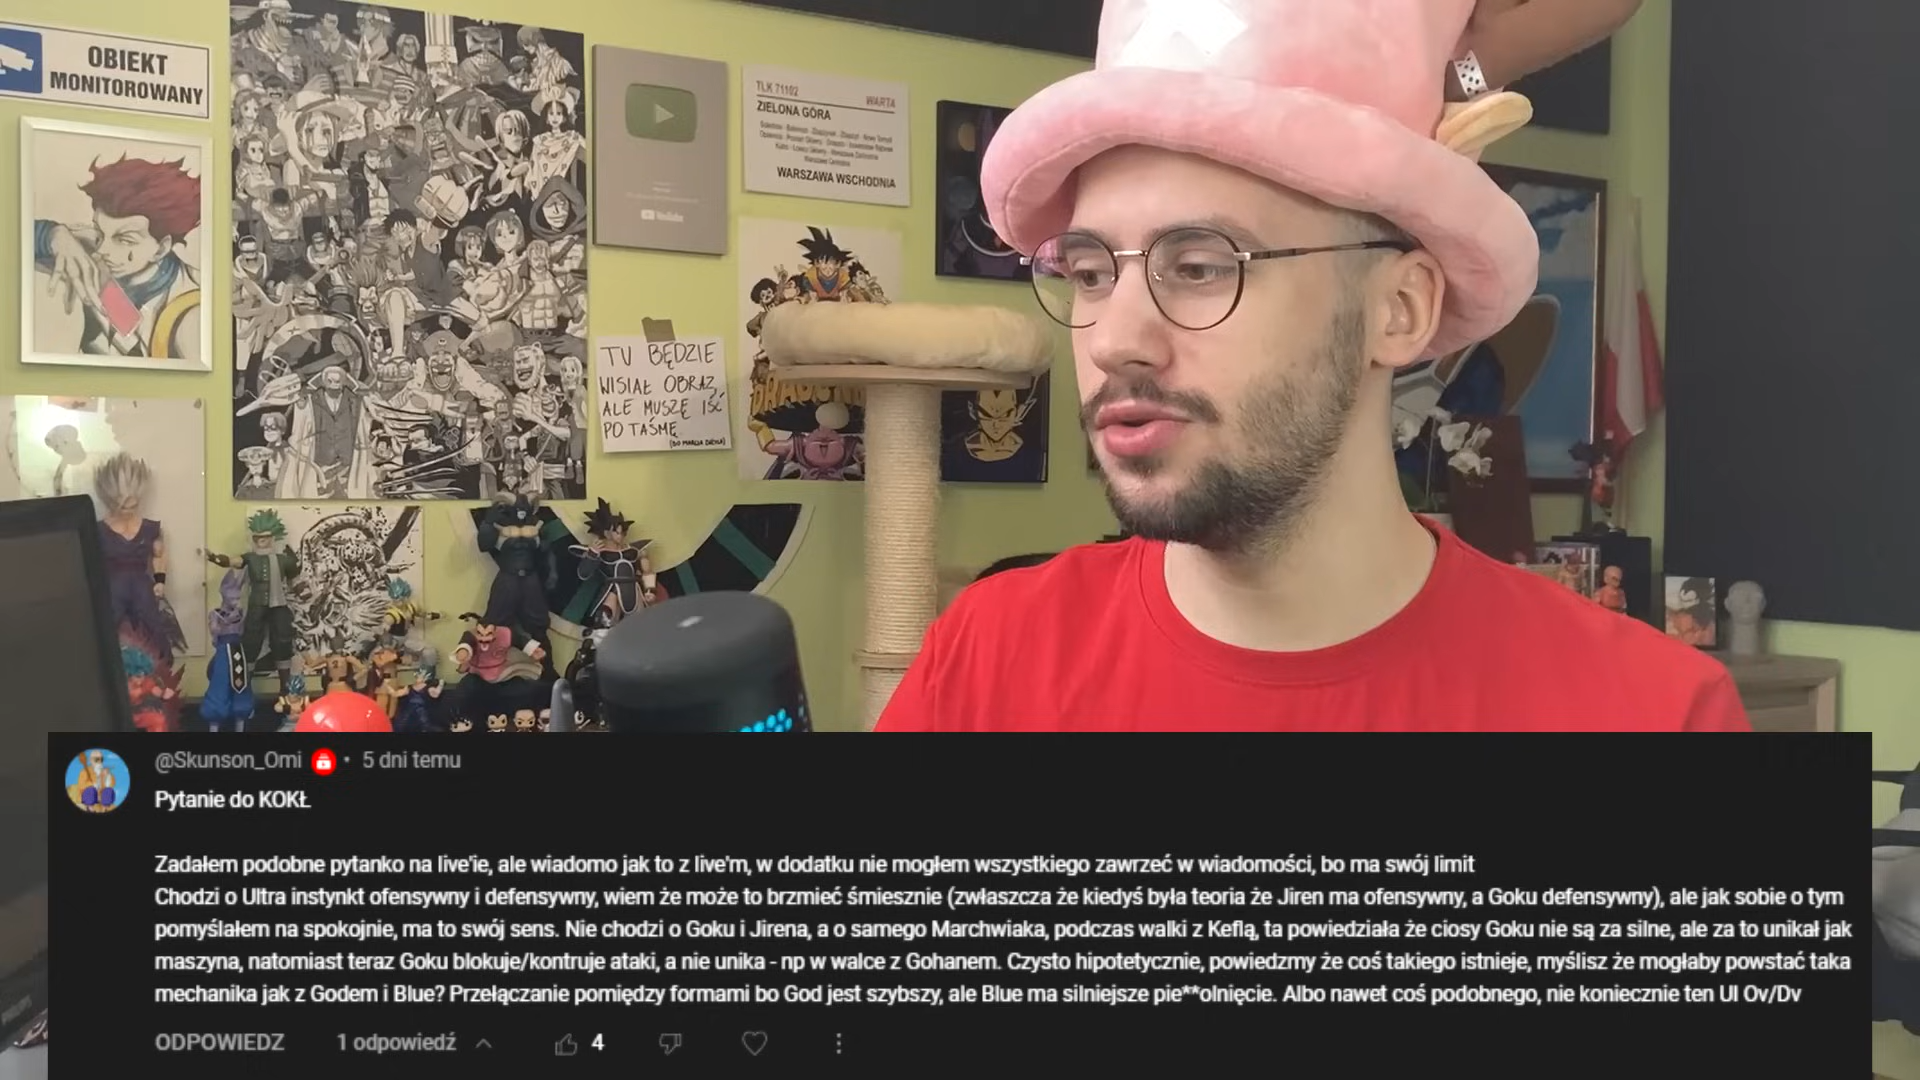 OBIEKT
MONITOROWANY
TLK 71102
WARTA
ZIELONA GÓRA
WARSZAWA WSCHODNIA
YouTube
TU BĘDZIE
WISIAŁ OBRAZ,
ALE MUSZĘ IŚĆ
PO TAŚMĘ
@Skunson_Omi • 5 dni temu
Pytanie do KOKŁ
Zadałem podobne pytanko na live'ie, ale wiadomo jak to z live'm, w dodatku nie mogłem wszystkiego zawrzeć w wiadomości, bo ma swój limit
Chodzi o Ultra instynkt ofensywny i defensywny, wiem że może to brzmieć śmiesznie (zwłaszcza że kiedyś była teoria że Jiren ma ofensywny, a Goku defensywny), ale jak sobie o tym
pomyślałem na spokojnie, ma to swój sens. Nie chodzi o Goku i Jirena, a o samego Marchwiaka, podczas walki z Keflą, ta powiedziała że ciosy Goku nie są za silne, ale za to unikał jak
maszyna, natomiast teraz Goku blokuje/kontruje ataki, a nie unika - np w walce z Gohanem. Czysto hipotetycznie, powiedzmy że coś takiego istnieje, myślisz że mogłaby powstać taka
mechanika jak z Godem i Blue? Przełączanie pomiędzy formami bo God jest szybszy, ale Blue ma silniejsze pie**olnięcie. Albo nawet coś podobnego, nie koniecznie ten UI Ov/Dv
ODPOWIEDZ 1 odpowiedź 4